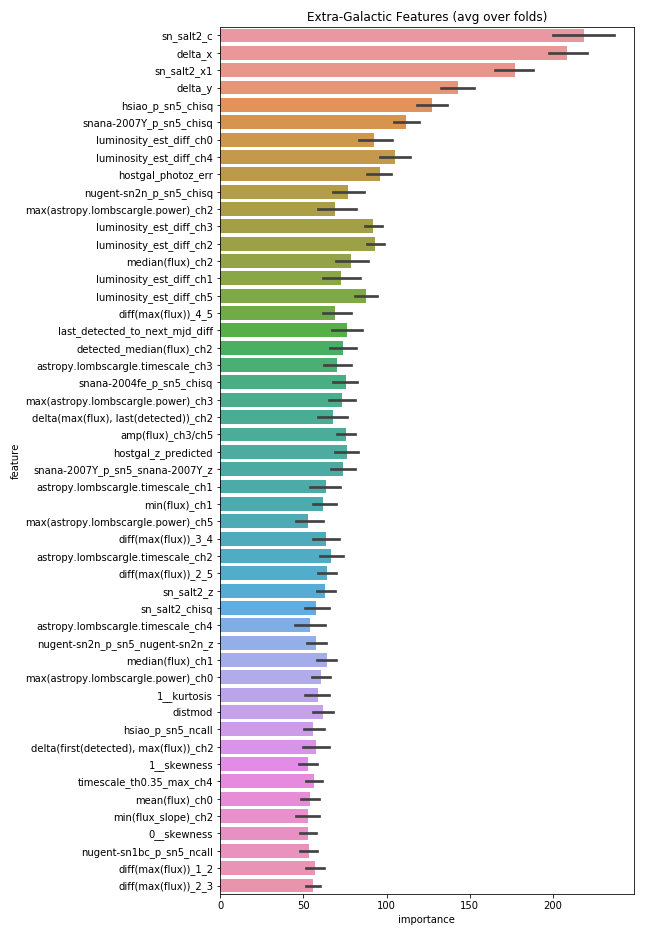 Extra-Galactic Features (avg over folds)
sn_salt2_c
delta_x
sn_salt2_x1
delta_y
hsiao_p_sn5_chisq
snana-2007Y_p_sn5_chisq
luminosity_est_diff_ch0
luminosity_est_diff_ch4
hostgal_photoz_err
nugent-sn2n_p_sn5_chisq
max(astropy.lombscargle.power)_ch2
luminosity_est_diff_ch3
luminosity_est_diff_ch2
median(flux)_ch2
luminosity_est_diff_ch1
luminosity_est_diff_ch5
diff(max(flux))_4_5
last_detected_to_next_mjd_diff
detected_median(flux)_ch2
astropy.lombscargle.timescale_ch3
snana-2004fe_p_sn5_chisq
max(astropy.lombscargle.power)_ch3
delta(max(flux), last(detected))_ch2
amp(flux)_ch3/ch5
hostgal_z_predicted
snana-2007Y_p_sn5_snana-2007Y_z
astropy.lombscargle.timescale_ch1
min(flux)_ch1
max(astropy.lombscargle.power)_ch5
diff(max(flux))_3_4
astropy.lombscargle.timescale_ch2
diff(max(flux))_2_5
sn_salt2_z
sn_salt2_chisq
astropy.lombscargle.timescale_ch4
nugent-sn2n_p_sn5_nugent-sn2n_z
median(flux)_ch1
max(astropy.lombscargle.power)_ch0
1__kurtosis
distmod
hsiao_p_sn5_ncall
delta(first(detected), max(flux))_ch2
1__skewness
timescale_th0.35_max_ch4
mean(flux)_ch0
min(flux_slope)_ch2
0__skewness
nugent-sn1bc_p_sn5_ncall
diff(max(flux))_1_2
diff(max(flux))_2_3
feature
0 50 100 150 200
importance